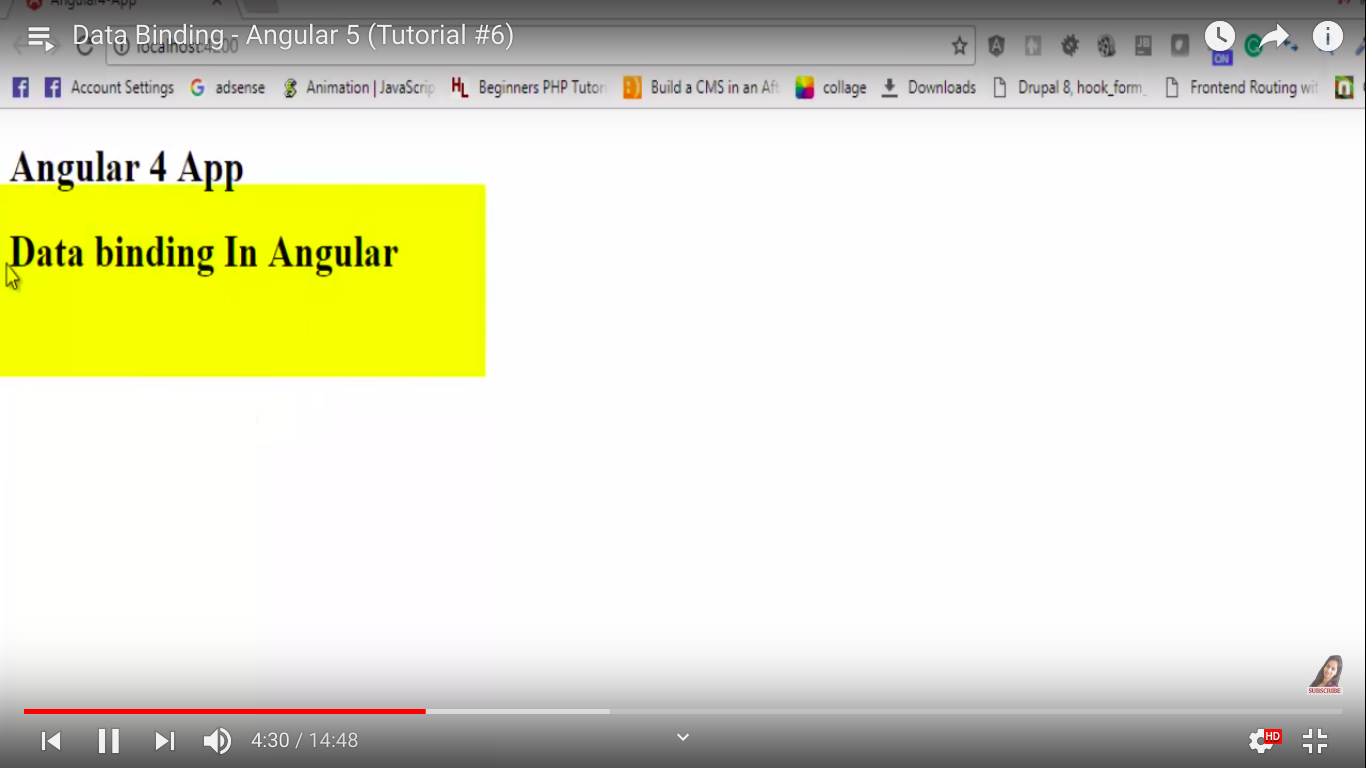 Angular4-App
Data Binding - Angular 5 (Tutorial #6)
localhost:4200
ON
Account Settings
adsense
Animation | JavaScrip
HL Beginners PHP Tutor
Build a CMS in an Aft
collage
Downloads
Drupal 8, hook_form_
Frontend Routing wit
Angular 4 App
Data binding In Angular
SUBSCRIBE
4:30 / 14:48
HD